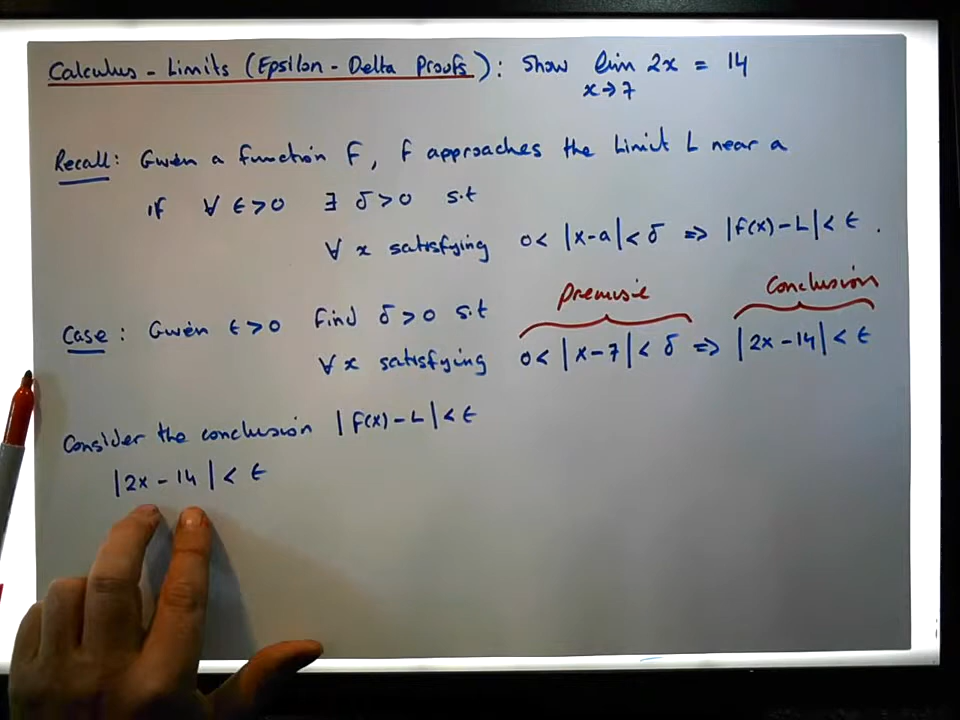 Calculus - Limits (Epsilon - Delta Proofs): Show lim 2x = 14
x→7
Recall: Given a function F, f approaches the Limit L near a
if ∀ ϵ>0 ∃ δ>0 s.t
∀ x satisfying 0< |x-a|< δ ⇒ |f(x)-L|< ϵ.
Premisie Conclusion
Case: Given ϵ>0 find δ>0 s.t
∀ x satisfying 0< |x-7|< δ ⇒ |2x-14|< ϵ
Consider the conclusion |f(x)-L|< ϵ
|2x-14|< ϵ